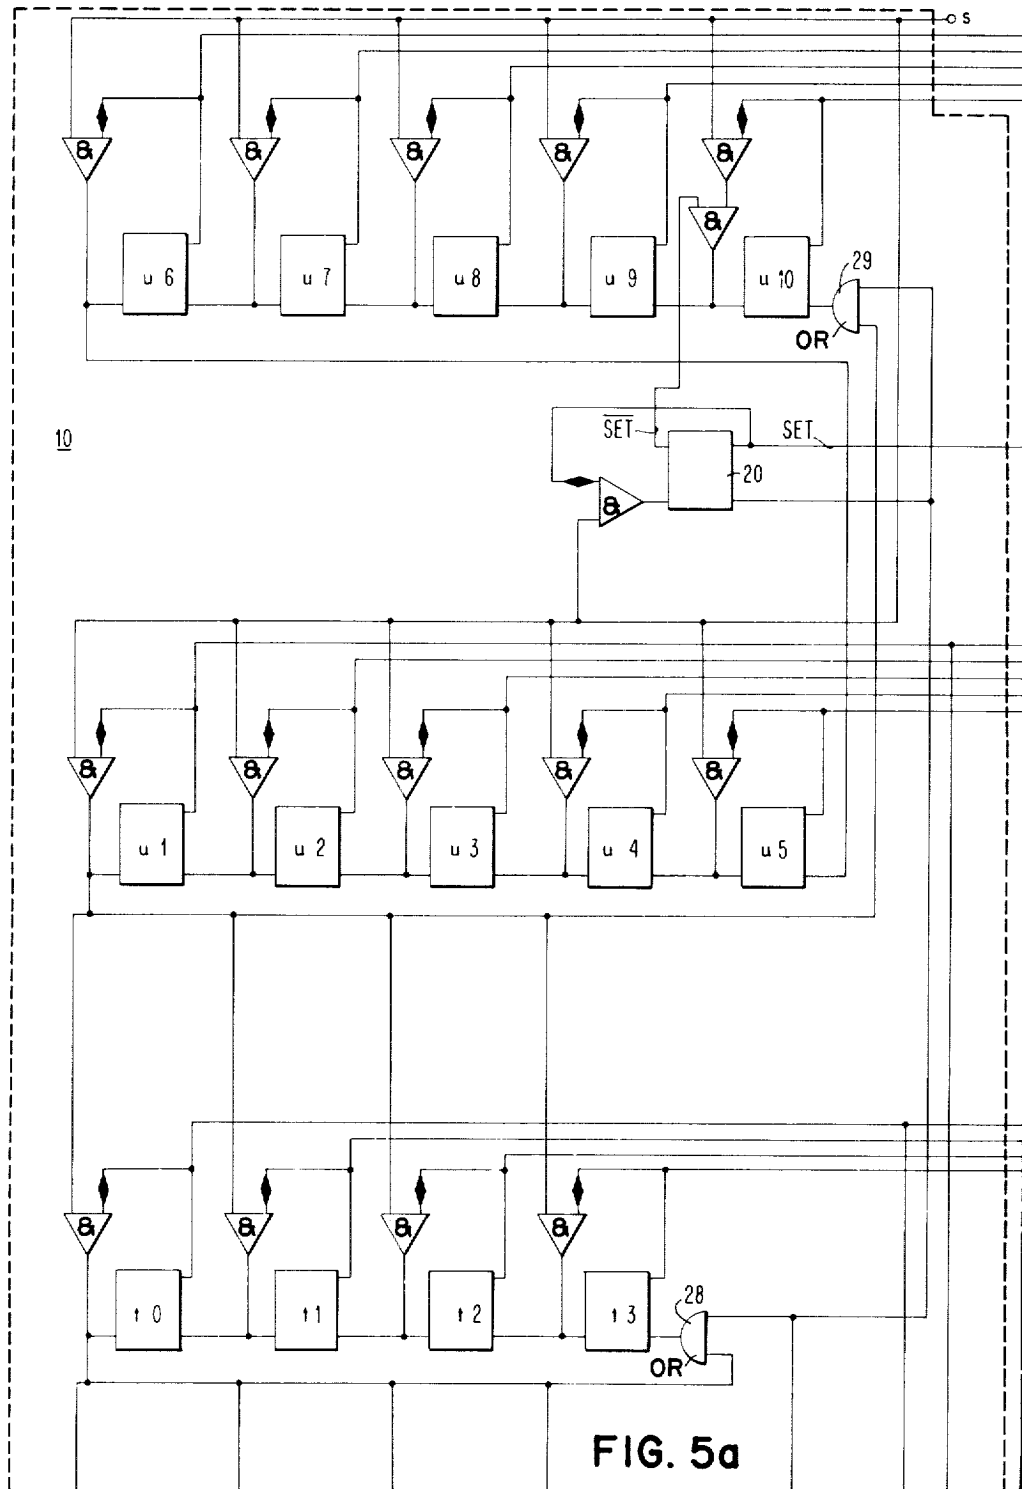 s
& & & & &
&
u 6 u 7 u 8 u 9 u 10
29
OR
10
SET SET
20
&
& & & & &
u 1 u 2 u 3 u 4 u 5
& & & &
t 0 t 1 t 2 t 3
28
OR
FIG. 5a